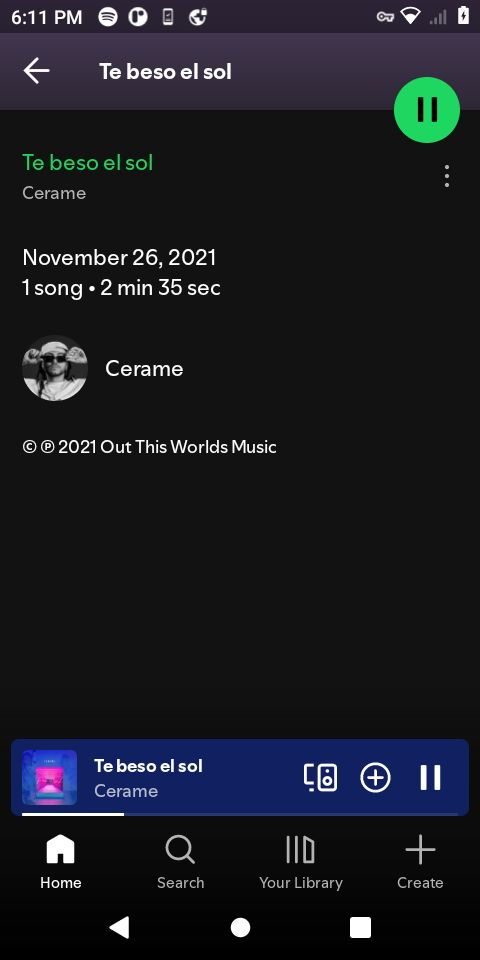 6:11 PM
Te beso el sol
Te beso el sol
Cerame
November 26, 2021
1 song • 2 min 35 sec
Cerame
© ℗ 2021 Out This Worlds Music
Te beso el sol
Cerame
Home
Search
Your Library
Create